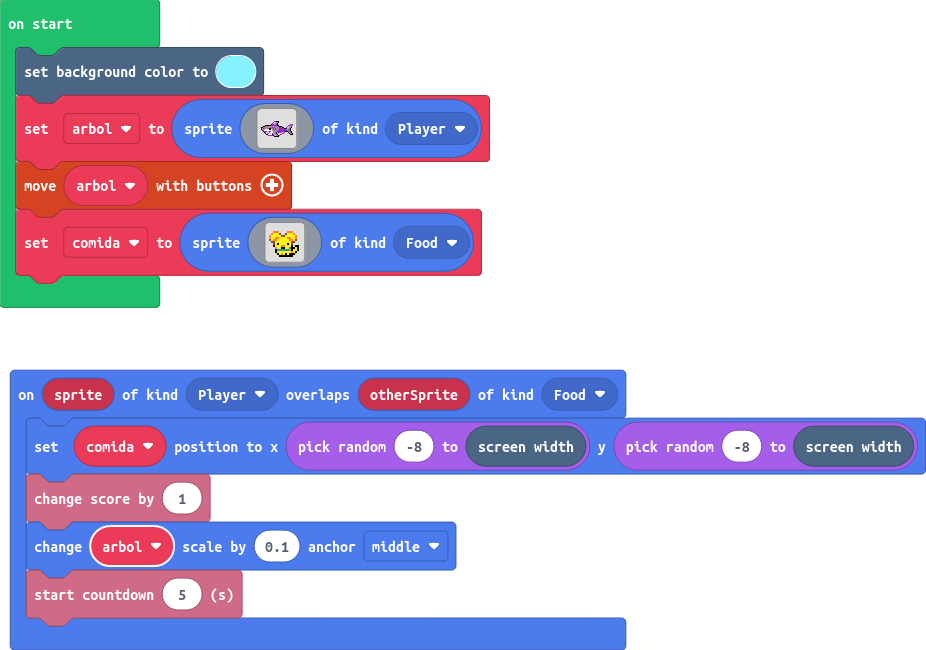 on start
set background color to
set arbol to sprite of kind Player
move arbol with buttons
set comida to sprite of kind Food
on sprite of kind Player overlaps otherSprite of kind Food
set comida position to x pick random -8 to screen width y pick random -8 to screen width
change score by 1
change arbol scale by 0.1 anchor middle
start countdown 5 (s)